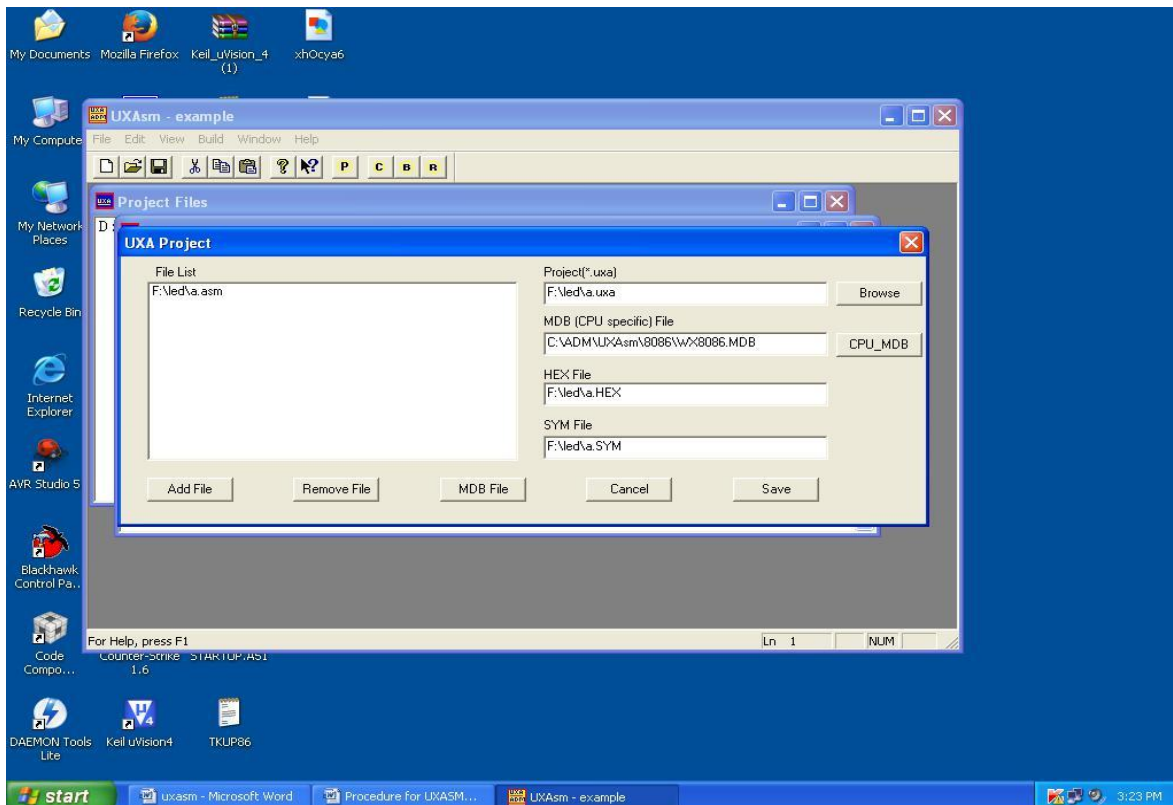 My Documents
Mozilla Firefox
Keil_uVision_4
(1)
xhOcya6
UXAsm - example
My Compute
File Edit View Build Window Help
P C B R
Project Files
My Network
Places
D:
UXA Project
File List
F:\led\a.asm
Project(*.uxa)
F:\led\a.uxa
Browse
MDB (CPU specific) File
C:\ADM\UXAsm\8086\WX8086.MDB
CPU_MDB
HEX File
F:\led\a.HEX
SYM File
F:\led\a.SYM
Add File
Remove File
MDB File
Cancel
Save
Recycle Bin
Internet
Explorer
AVR Studio 5
Blackhawk
Control Pa...
For Help, press F1
Ln 1
NUM
Code
Compo...
Counter-Strike
1.6
STARTUP.A51
DAEMON Tools
Lite
Keil uVision4
TKUP86
start
uxasm - Microsoft Word
Procedure for UXASM...
UXAsm - example
3:23 PM